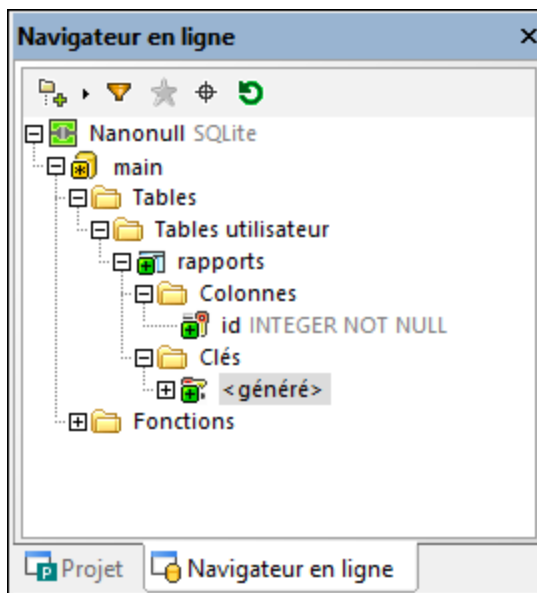 Navigateur en ligne
Nanonull SQLite
main
Tables
Tables utilisateur
rapports
Colonnes
id INTEGER NOT NULL
Clés
<généré>
Fonctions
Projet
Navigateur en ligne